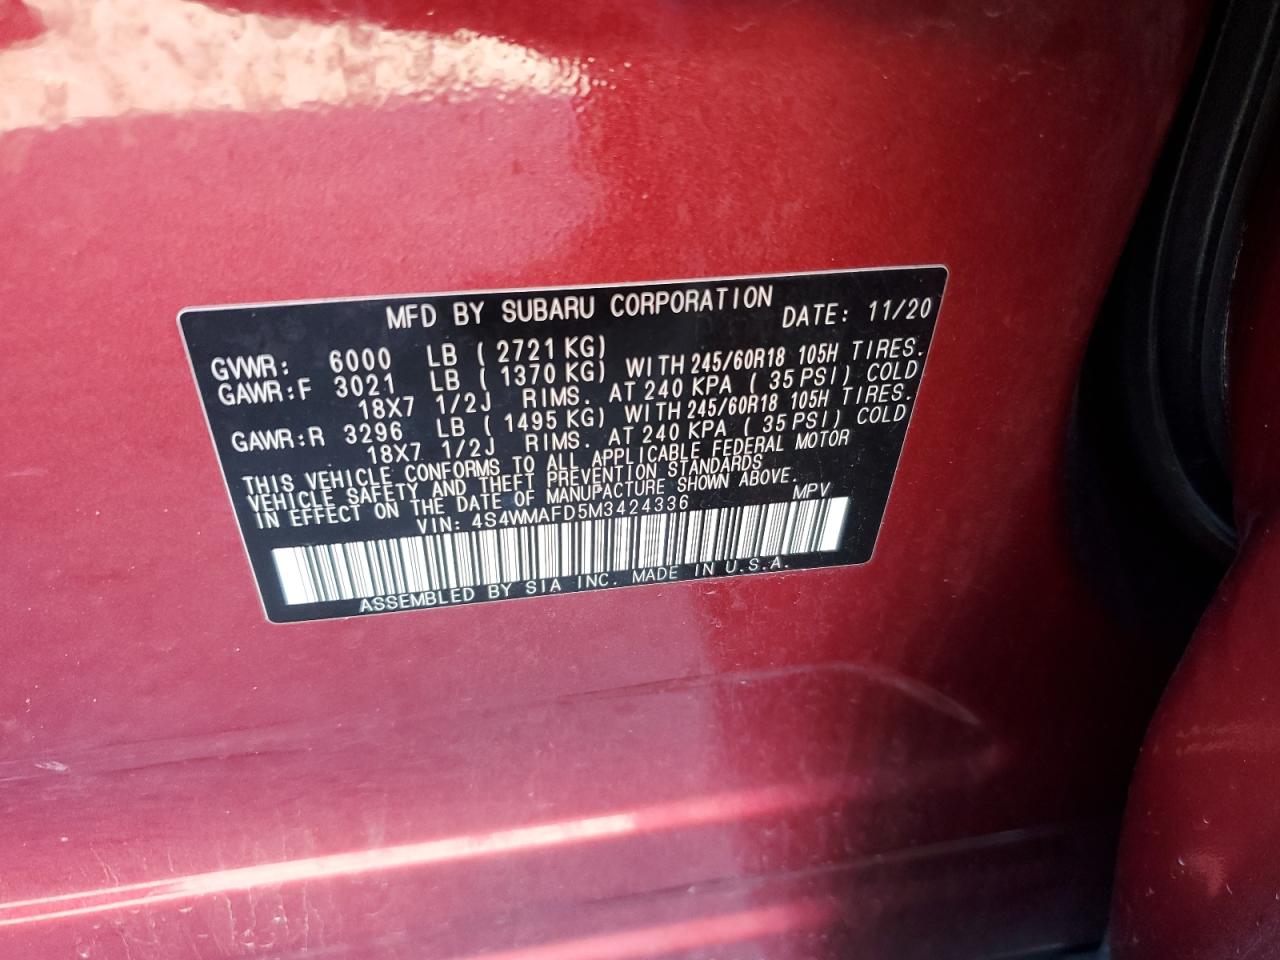 MFD BY SUBARU CORPORATION DATE: 11/20
GVWR: 6000 LB ( 2721 KG)
GAWR:F 3021 LB ( 1370 KG) WITH 245/60R18 105H TIRES.
18X7 1/2J RIMS. AT 240 KPA ( 35 PSI) COLD
GAWR:R 3296 LB ( 1495 KG) WITH 245/60R18 105H TIRES.
18X7 1/2J RIMS. AT 240 KPA ( 35 PSI) COLD
THIS VEHICLE CONFORMS TO ALL APPLICABLE FEDERAL MOTOR
VEHICLE SAFETY AND THEFT PREVENTION STANDARDS
IN EFFECT ON THE DATE OF MANUFACTURE SHOWN ABOVE.
VIN: 4S4WMAFD5M3424336 MPV
ASSEMBLED BY SIA INC. MADE IN U.S.A.